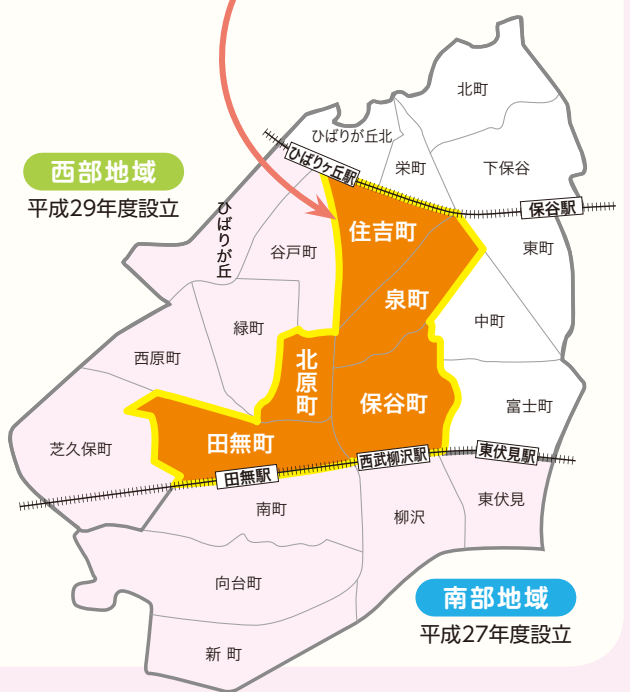 北町
ひばりが丘北
ひばりヶ丘駅
栄町
下保谷
西部地域
平成29年度設立
保谷駅
ひばりが丘
住吉町
谷戸町
東町
泉町
中町
緑町
西原町
北原町
保谷町
富士町
芝久保町
田無町
西武柳沢駅
東伏見駅
田無駅
東伏見
南町
柳沢
向台町
南部地域
平成27年度設立
新町